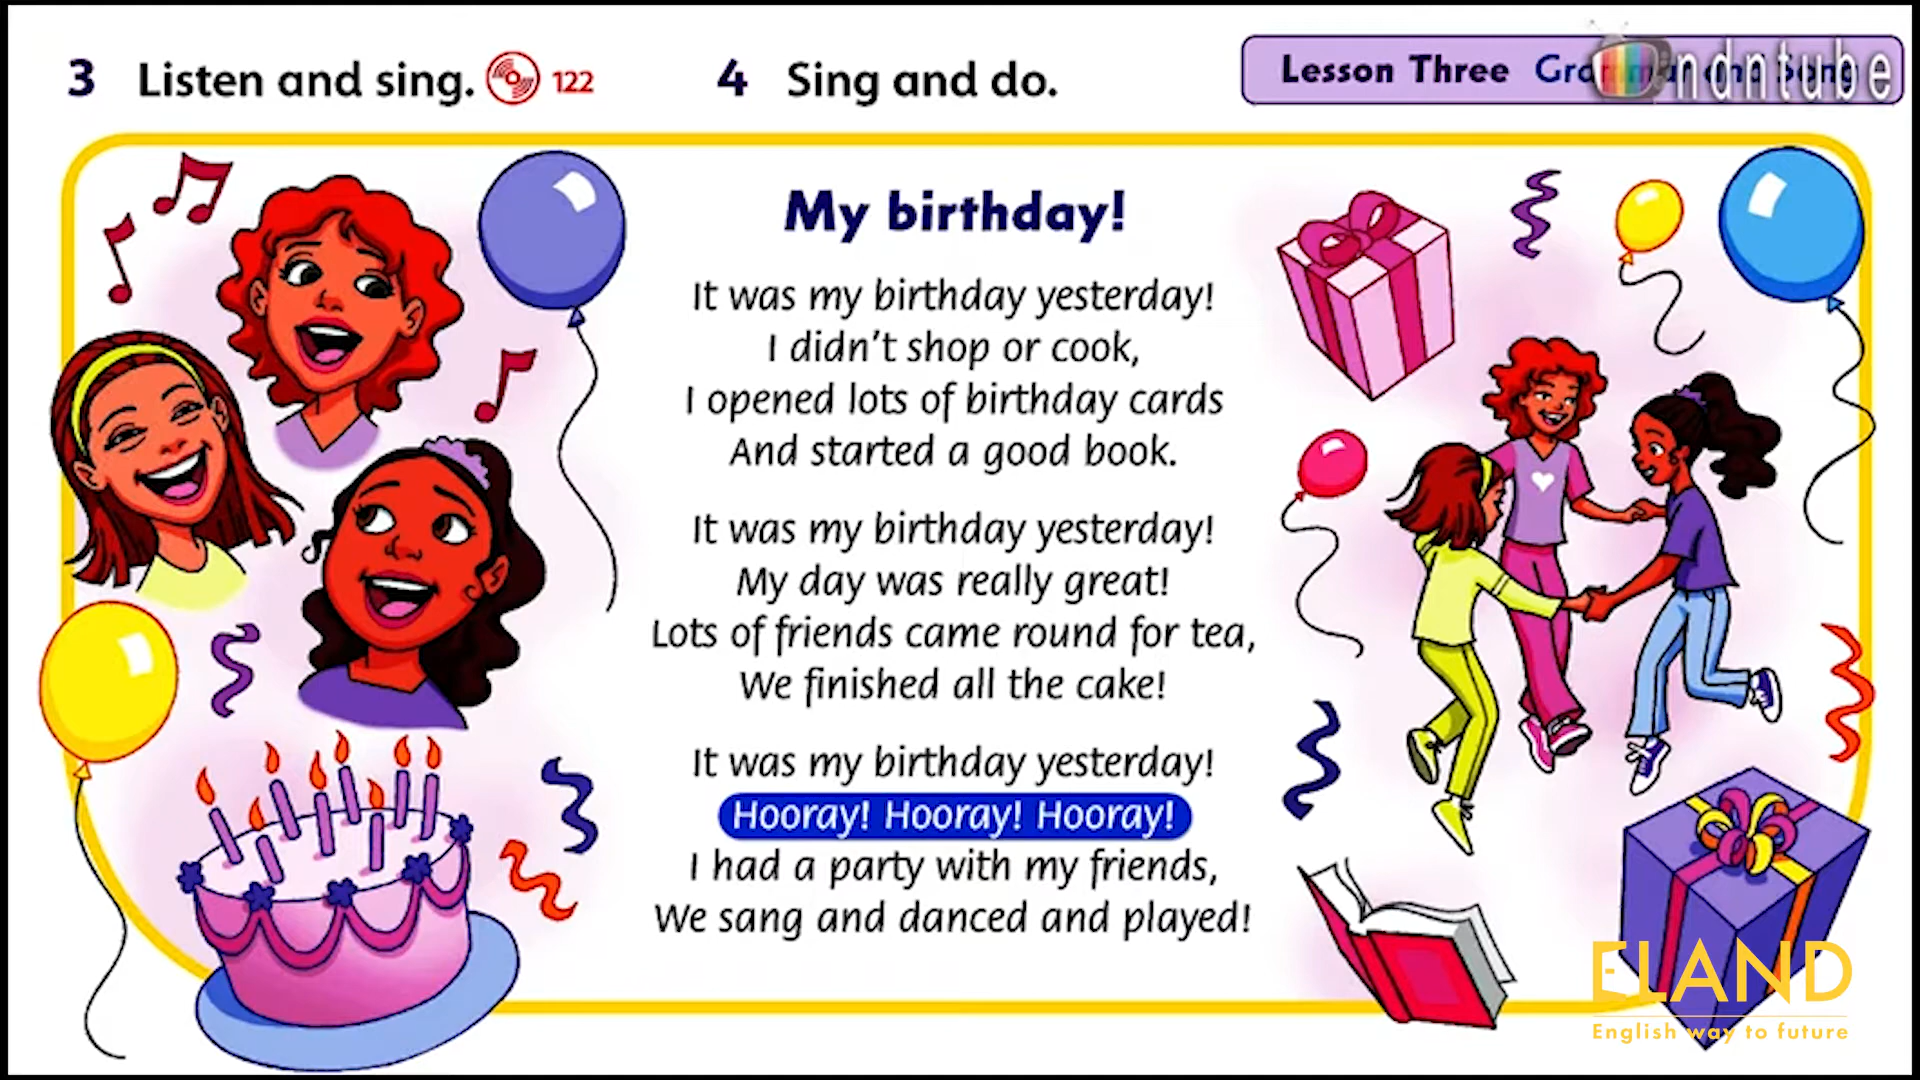 3 Listen and sing. 122
4 Sing and do.
Lesson Three Grammar and Song
ndntube
My birthday!
It was my birthday yesterday!
I didn't shop or cook,
I opened lots of birthday cards
And started a good book.
It was my birthday yesterday!
My day was really great!
Lots of friends came round for tea,
We finished all the cake!
It was my birthday yesterday!
Hooray! Hooray! Hooray!
I had a party with my friends,
We sang and danced and played!
ELAND
English way to future